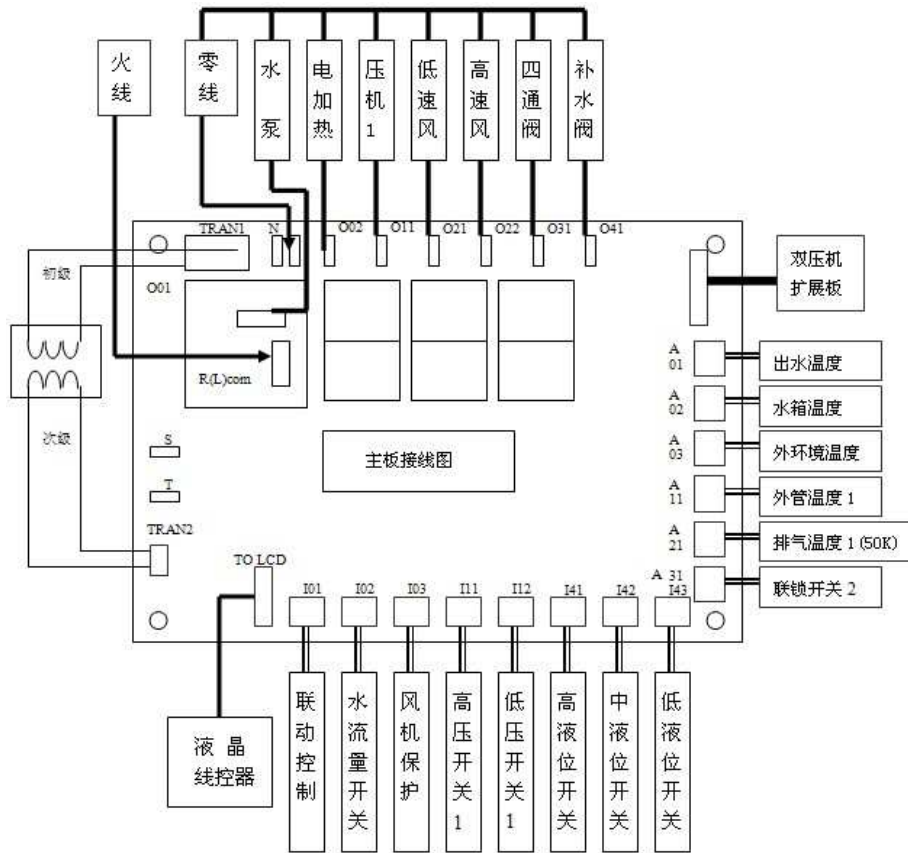 火线
零线
水泵
电加热
压机1
低速风
高速风
四通阀
补水阀
TRAN1
N
O02
O11
O21
O22
O31
O41
初级
O01
双压机
扩展板
R(L)com
A
01
出水温度
A
02
水箱温度
次级
A
03
外环境温度
S
主板接线图
A
11
外管温度 1
T
A
21
排气温度 1 (50K)
TRAN2
TO LCD
A 31
联锁开关 2
I01
I02
I03
I11
I12
I41
I42
I43
液晶
线控器
联动控制
水流量开关
风机保护
高压开关1
低压开关1
高液位开关
中液位开关
低液位开关